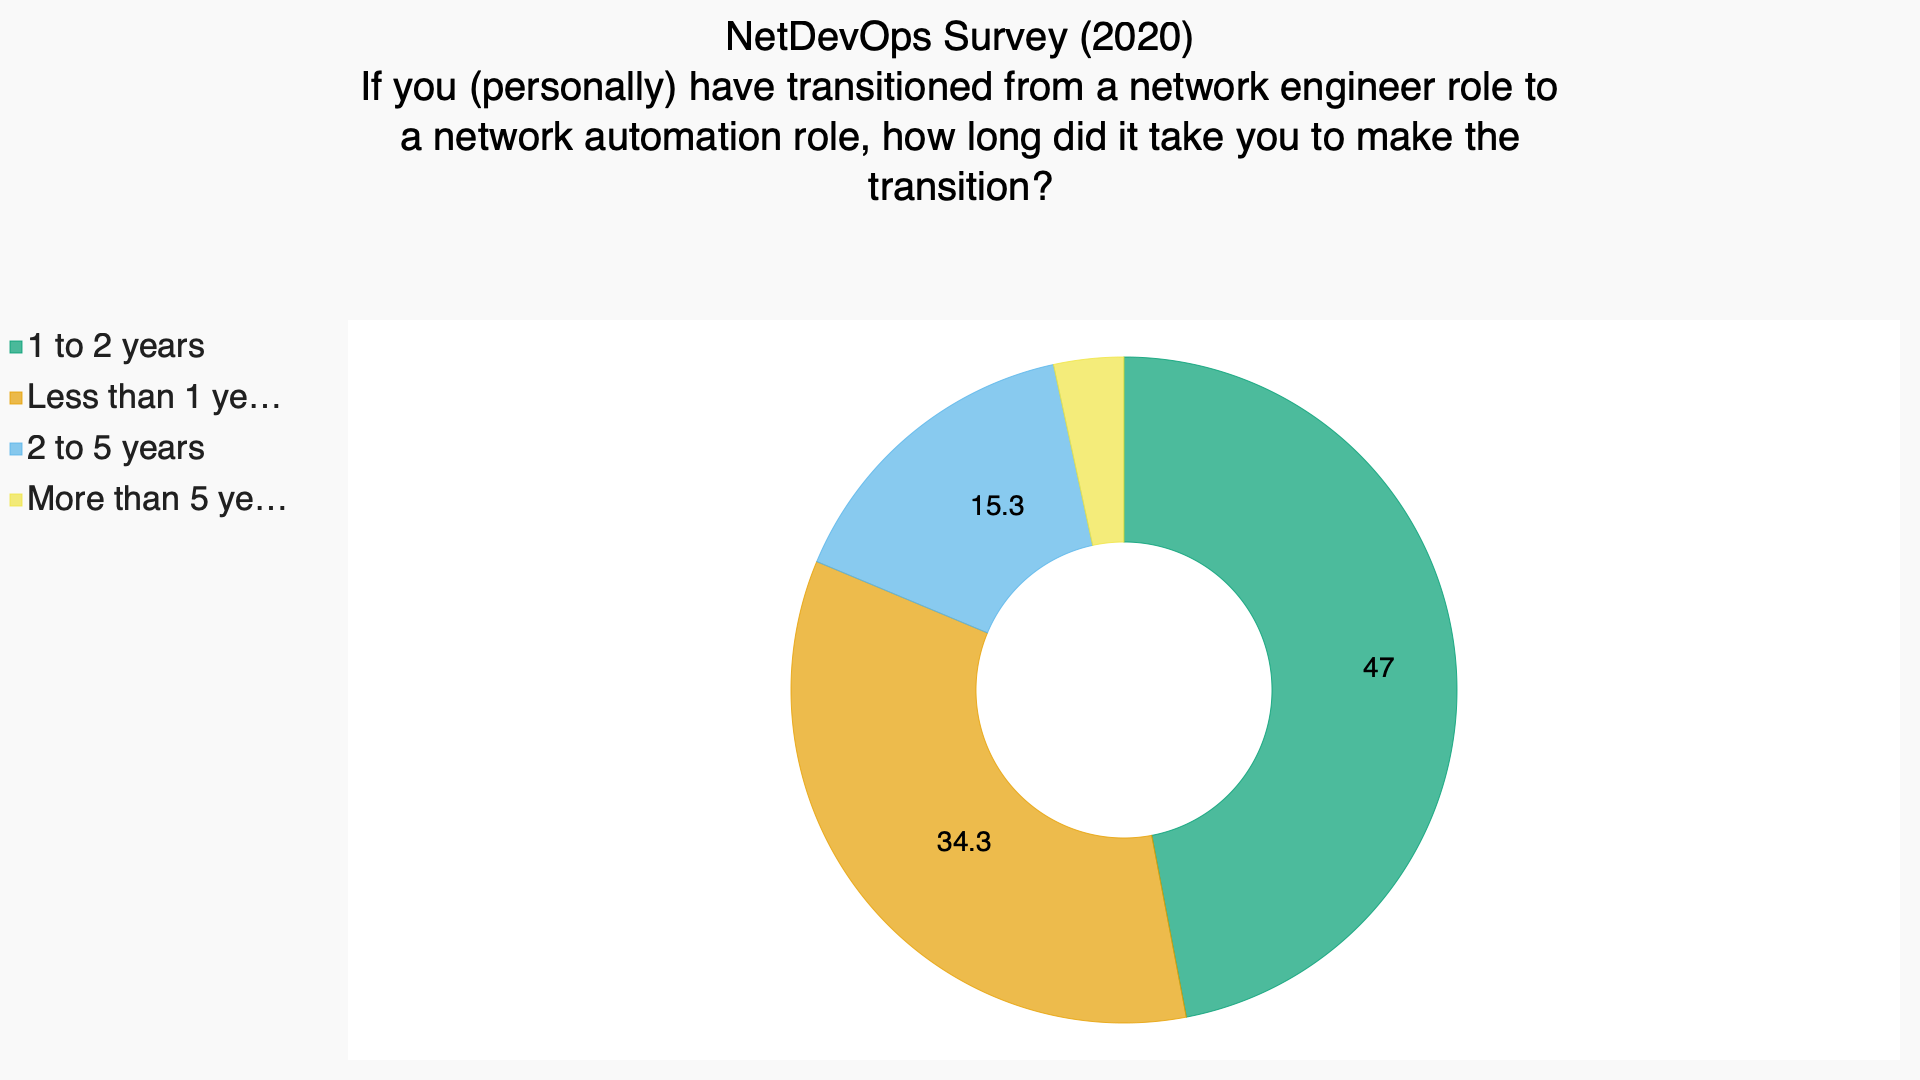 NetDevOps Survey (2020)
If you (personally) have transitioned from a network engineer role to
a network automation role, how long did it take you to make the
transition?
1 to 2 years
Less than 1 ye…
2 to 5 years
More than 5 ye…
15.3
47
34.3